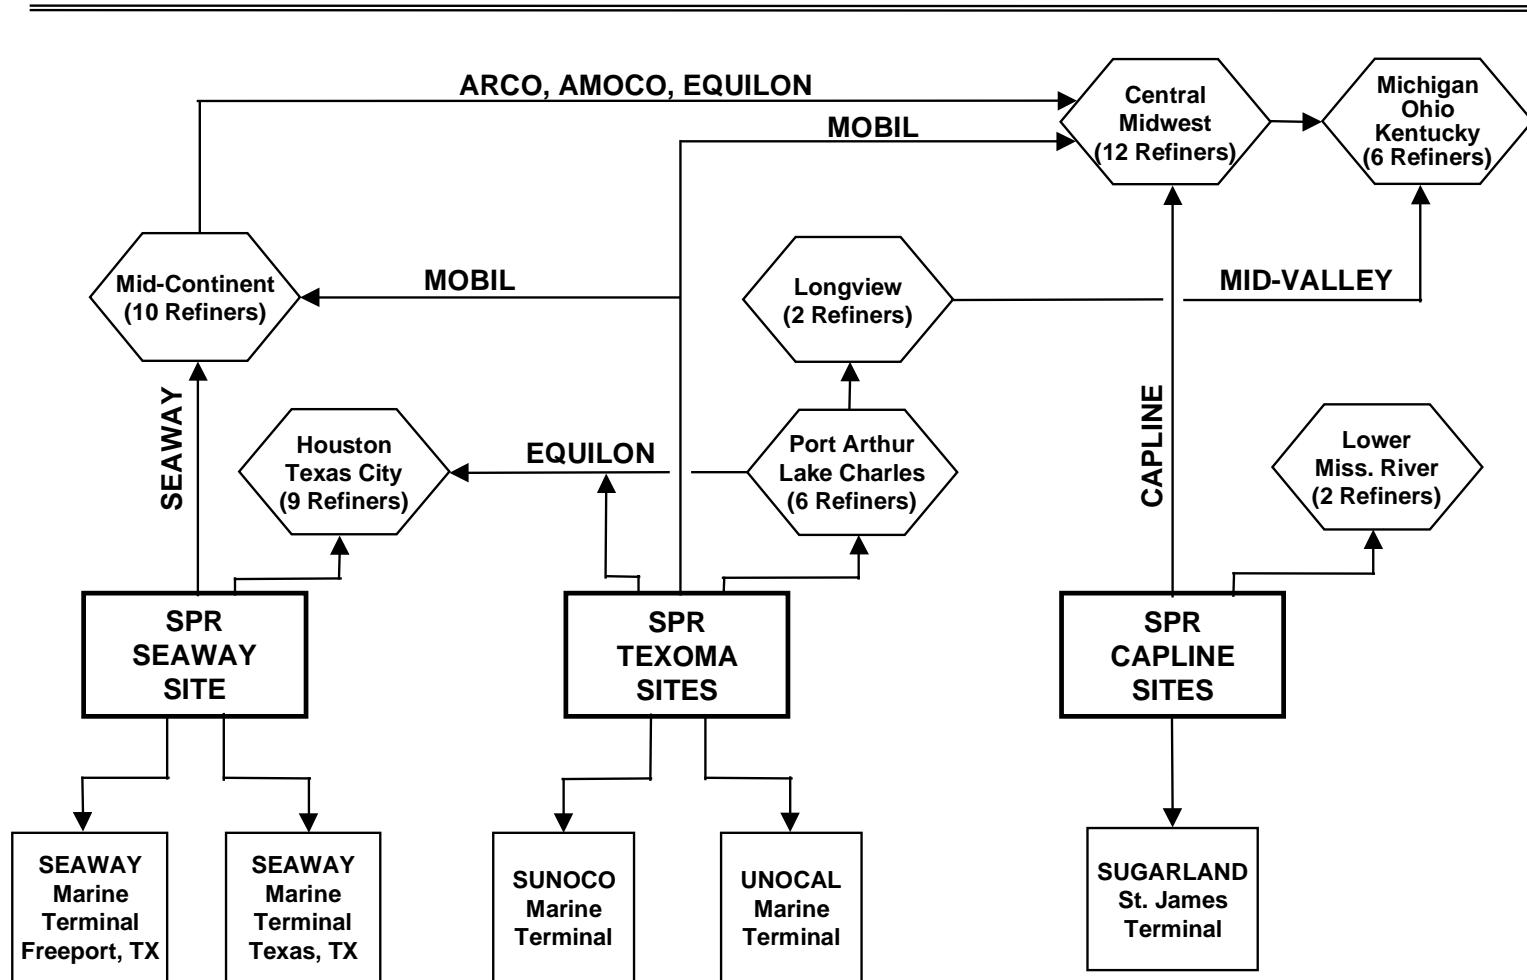 ARCO, AMOCO, EQUILON
Central
Midwest
(12 Refiners)
Michigan
Ohio
Kentucky
(6 Refiners)
MOBIL
Mid-Continent
(10 Refiners)
MOBIL
Longview
(2 Refiners)
MID-VALLEY
SEAWAY
Houston
Texas City
(9 Refiners)
EQUILON
Port Arthur
Lake Charles
(6 Refiners)
CAPLINE
Lower
Miss. River
(2 Refiners)
SPR
SEAWAY
SITE
SPR
TEXOMA
SITES
SPR
CAPLINE
SITES
SEAWAY
Marine
Terminal
Freeport, TX
SEAWAY
Marine
Terminal
Texas, TX
SUNOCO
Marine
Terminal
UNOCAL
Marine
Terminal
SUGARLAND
St. James
Terminal